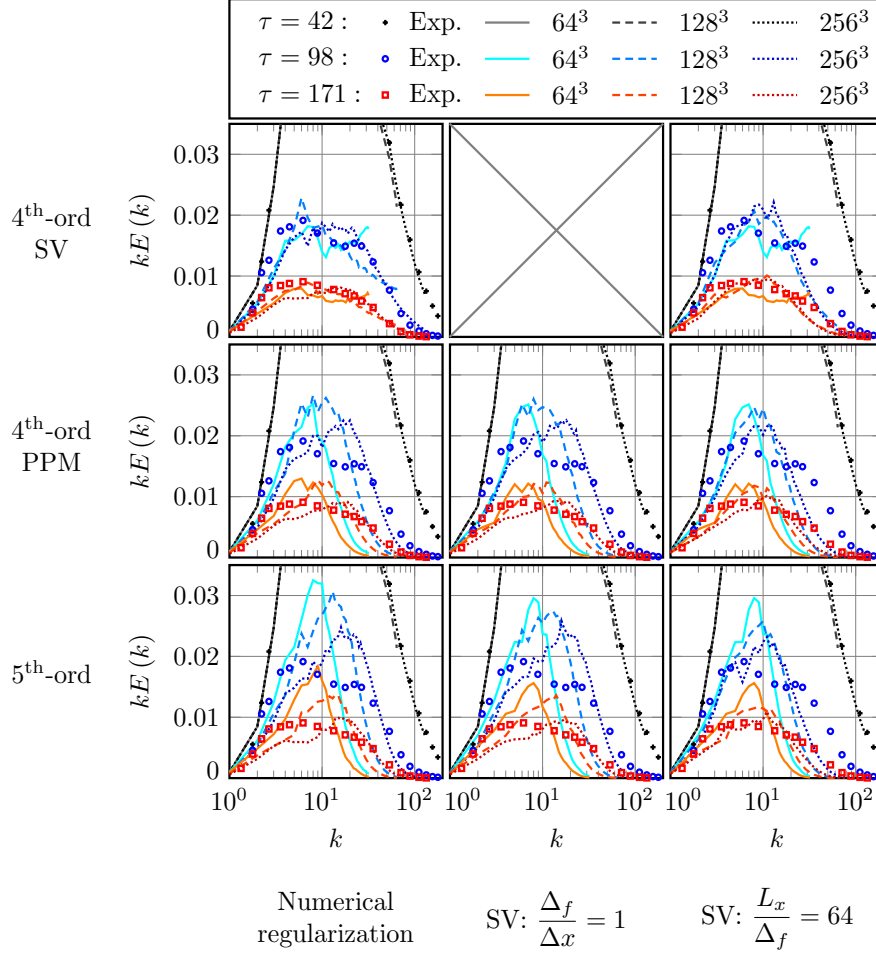 τ = 42 : Exp. 64³ 128³ 256³
τ = 98 : Exp. 64³ 128³ 256³
τ = 171 : Exp. 64³ 128³ 256³
4th-ord
SV
kE (k)
0.03
0.02
0.01
0
4th-ord
PPM
kE (k)
0.03
0.02
0.01
0
5th-ord
kE (k)
0.03
0.02
0.01
0
10⁰ 10¹ 10² 10⁰ 10¹ 10² 10⁰ 10¹ 10²
k k k
Numerical
regularization
SV: Δf/Δx = 1
SV: Lx/Δf = 64